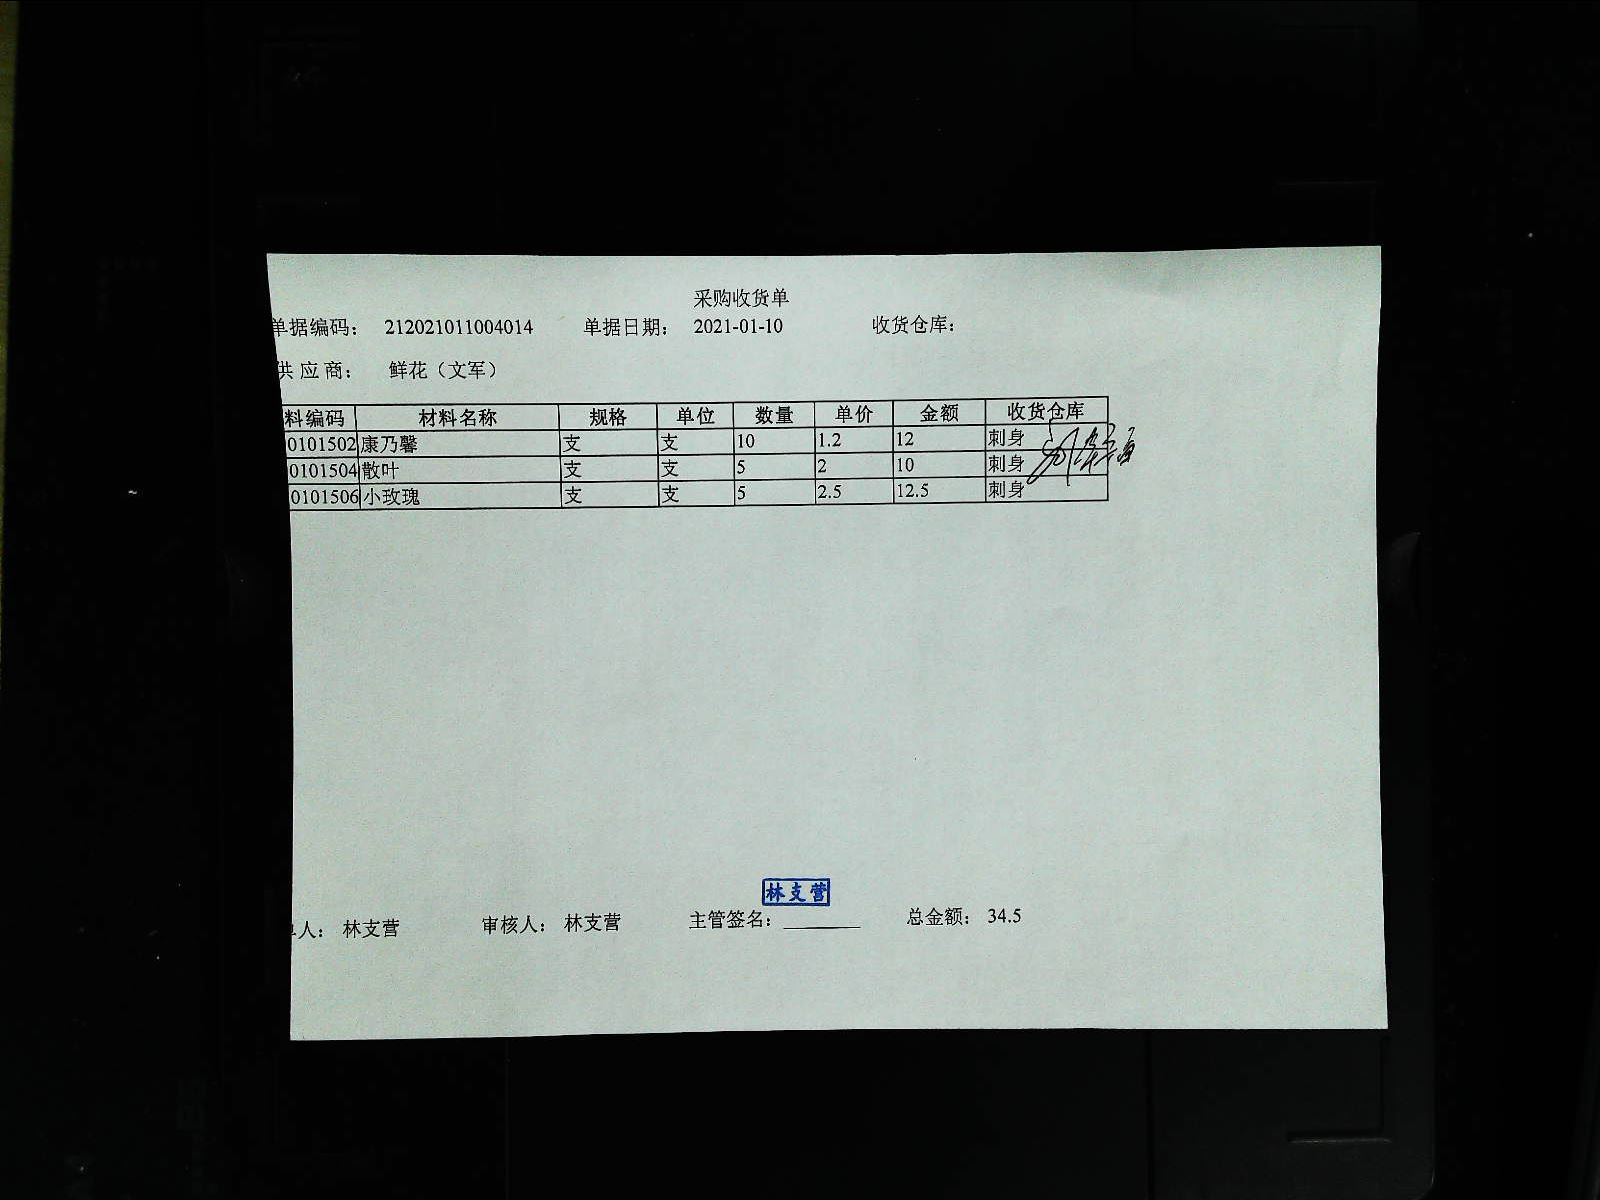 采购收货单
单据编码： 212021011004014 单据日期： 2021-01-10 收货仓库：
供应商： 鲜花（文军）
料编码 材料名称 规格 单位 数量 单价 金额 收货仓库
0101502 康乃馨 支 支 10 1.2 12 刺身
0101504 散叶 支 支 5 2 10 刺身
0101506 小玫瑰 支 支 5 2.5 12.5 刺身
林支营
人： 林支营 审核人： 林支营 主管签名： 总金额： 34.5